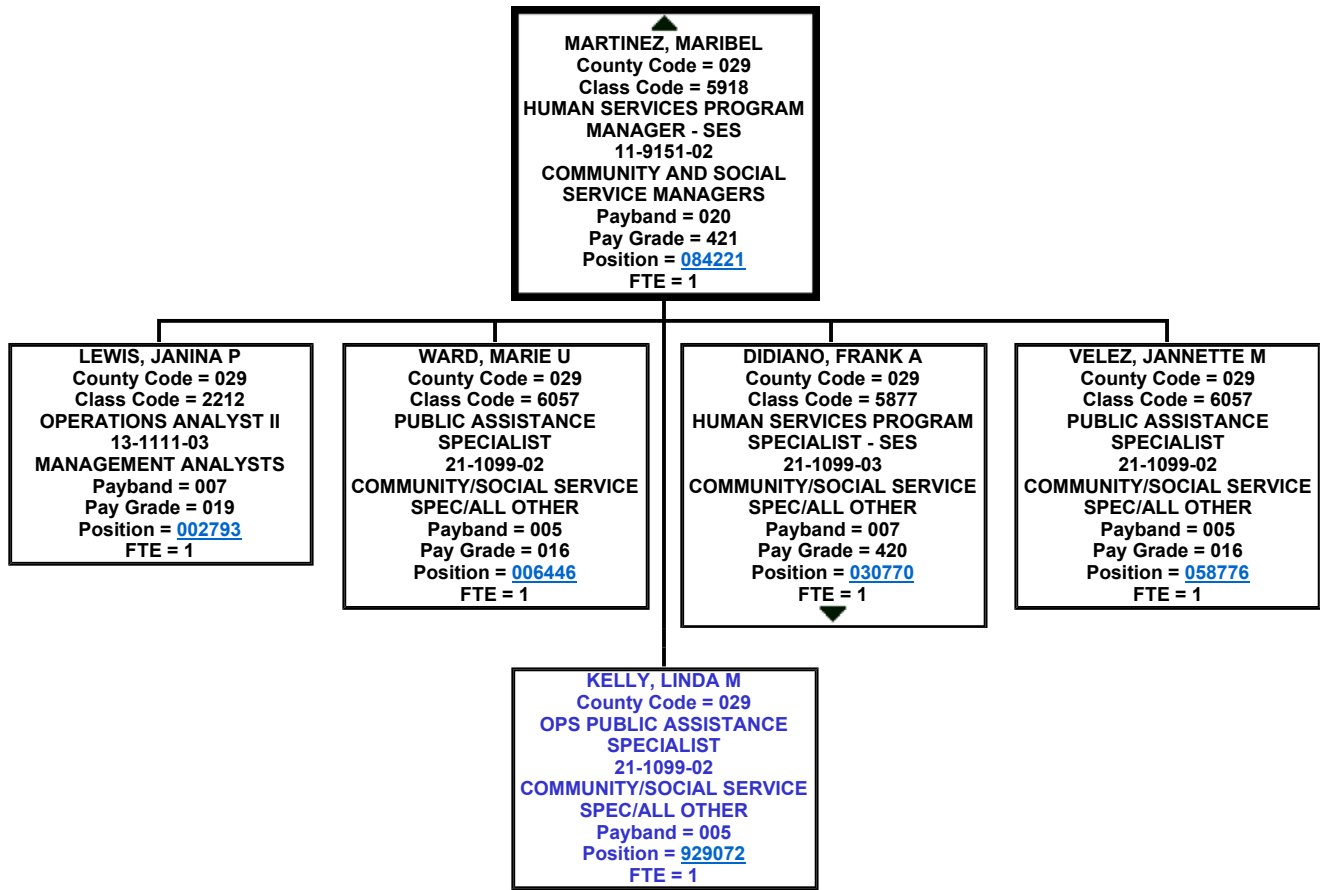 MARTINEZ, MARIBEL
County Code = 029
Class Code = 5918
HUMAN SERVICES PROGRAM
MANAGER - SES
11-9151-02
COMMUNITY AND SOCIAL
SERVICE MANAGERS
Payband = 020
Pay Grade = 421
Position = 084221
FTE = 1
LEWIS, JANINA P
County Code = 029
Class Code = 2212
OPERATIONS ANALYST II
13-1111-03
MANAGEMENT ANALYSTS
Payband = 007
Pay Grade = 019
Position = 002793
FTE = 1
WARD, MARIE U
County Code = 029
Class Code = 6057
PUBLIC ASSISTANCE
SPECIALIST
21-1099-02
COMMUNITY/SOCIAL SERVICE
SPEC/ALL OTHER
Payband = 005
Pay Grade = 016
Position = 006446
FTE = 1
DIDIANO, FRANK A
County Code = 029
Class Code = 5877
HUMAN SERVICES PROGRAM
SPECIALIST - SES
21-1099-03
COMMUNITY/SOCIAL SERVICE
SPEC/ALL OTHER
Payband = 007
Pay Grade = 420
Position = 030770
FTE = 1
VELEZ, JANNETTE M
County Code = 029
Class Code = 6057
PUBLIC ASSISTANCE
SPECIALIST
21-1099-02
COMMUNITY/SOCIAL SERVICE
SPEC/ALL OTHER
Payband = 005
Pay Grade = 016
Position = 058776
FTE = 1
KELLY, LINDA M
County Code = 029
OPS PUBLIC ASSISTANCE
SPECIALIST
21-1099-02
COMMUNITY/SOCIAL SERVICE
SPEC/ALL OTHER
Payband = 005
Position = 929072
FTE = 1